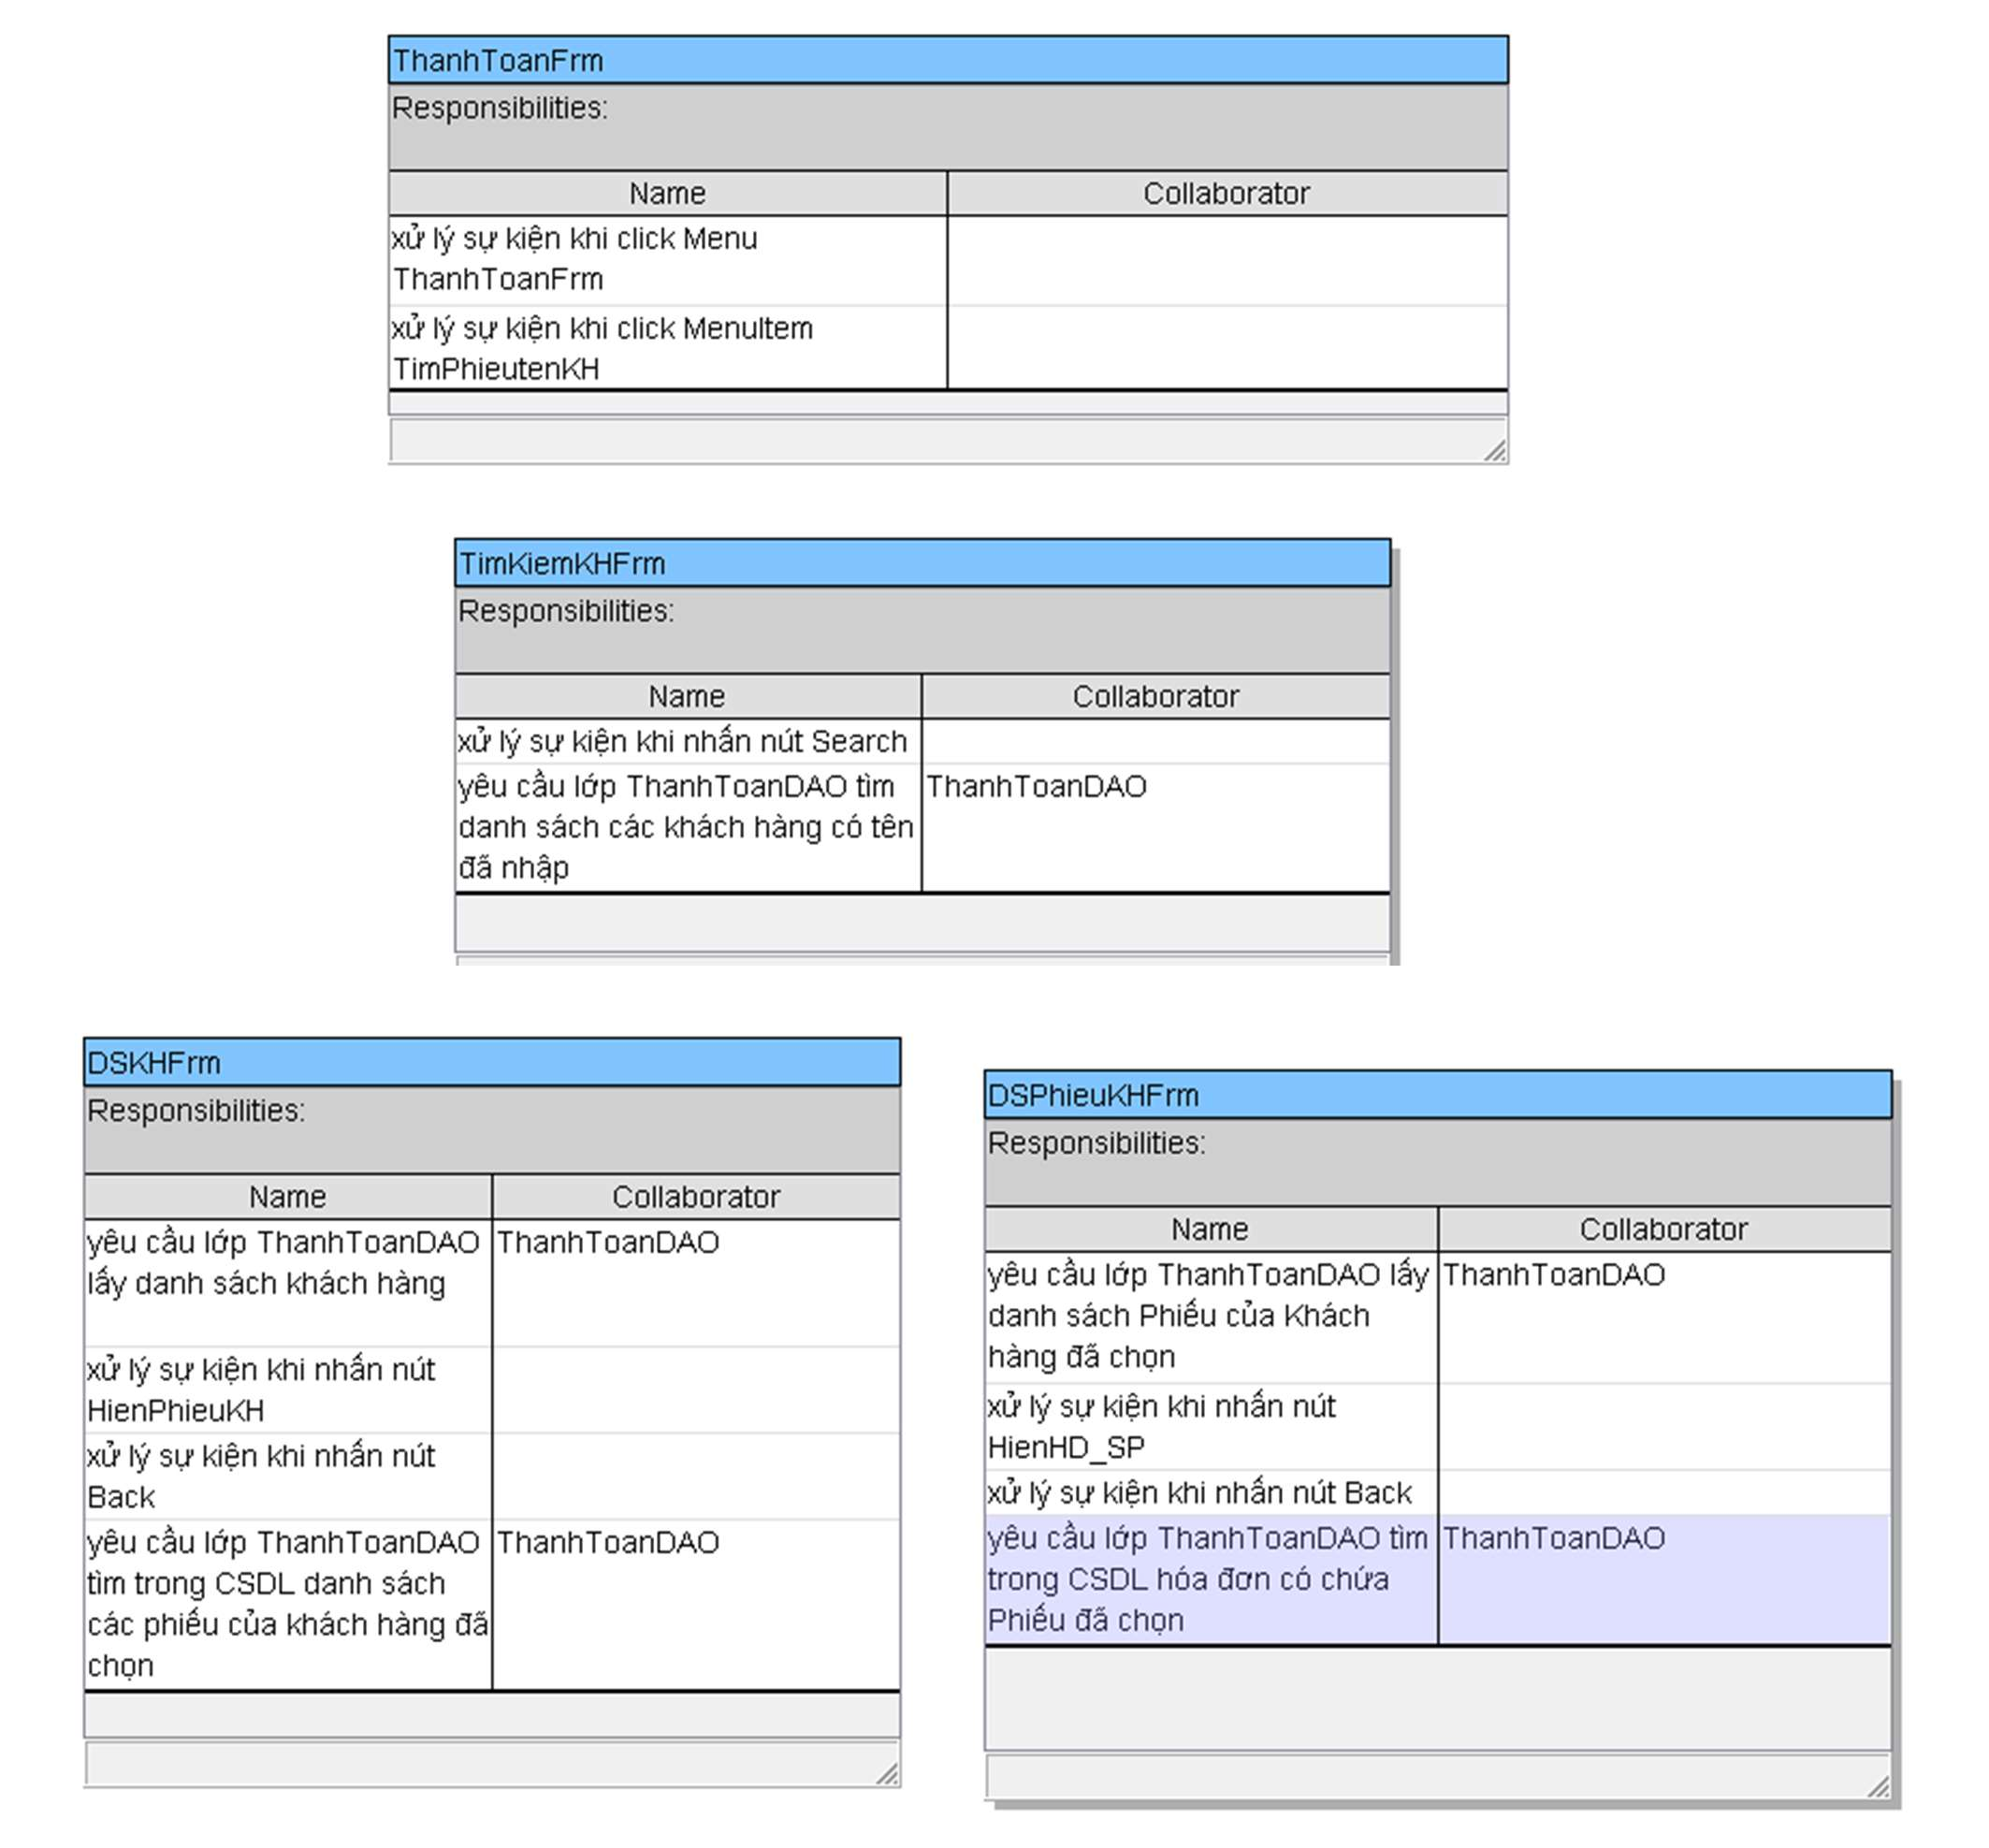 ThanhToanFrm
Responsibilities:
Name
Collaborator
xử lý sự kiện khi click Menu
ThanhToanFrm
xử lý sự kiện khi click MenuItem
TimPhieutenKH
TimKiemKHFrm
Responsibilities:
Name
Collaborator
xử lý sự kiện khi nhấn nút Search
yêu cầu lớp ThanhToanDAO tìm
danh sách các khách hàng có tên
đã nhập
ThanhToanDAO
DSKHFrm
Responsibilities:
Name
Collaborator
yêu cầu lớp ThanhToanDAO
lấy danh sách khách hàng
ThanhToanDAO
xử lý sự kiện khi nhấn nút
HienPhieuKH
xử lý sự kiện khi nhấn nút
Back
yêu cầu lớp ThanhToanDAO
tìm trong CSDL danh sách
các phiếu của khách hàng đã
chọn
ThanhToanDAO
DSPhieuKHFrm
Responsibilities:
Name
Collaborator
yêu cầu lớp ThanhToanDAO lấy
danh sách Phiếu của Khách
hàng đã chọn
ThanhToanDAO
xử lý sự kiện khi nhấn nút
HienHD_SP
xử lý sự kiện khi nhấn nút Back
yêu cầu lớp ThanhToanDAO tìm
trong CSDL hóa đơn có chứa
Phiếu đã chọn
ThanhToanDAO